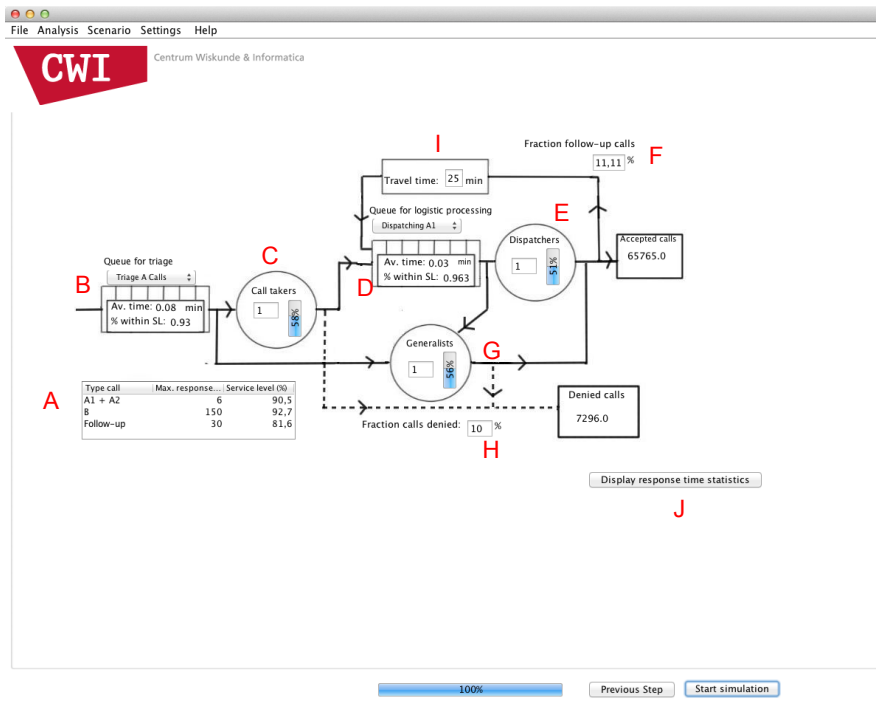 File Analysis Scenario Settings Help
CWI
Centrum Wiskunde & Informatica
I
Fraction follow-up calls
11,11 %
F
Travel time: 25 min
Queue for logistic processing
Dispatching A1
E
Dispatchers
1
51%
Accepted calls
65765.0
Av. time: 0.03 min
% within SL: 0.963
D
C
Queue for triage
Triage A Calls
B
Av. time: 0.08 min
% within SL: 0.93
Call takers
1
58%
Generalists
1
56%
G
A
Type call Max. response... Service level (%)
A1 + A2 6 90,5
B 150 92,7
Follow-up 30 81,6
Denied calls
7296.0
Fraction calls denied: 10 %
H
Display response time statistics
J
100%
Previous Step
Start simulation